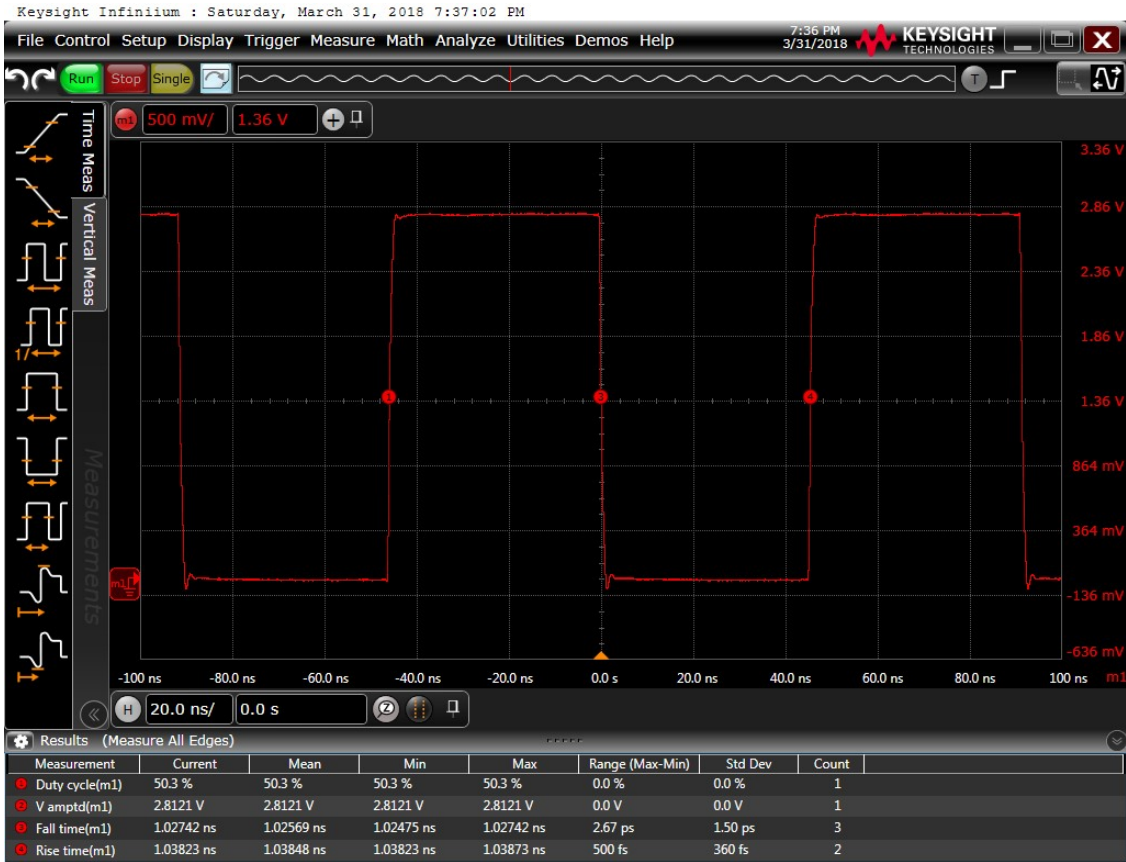 Keysight Infiniium : Saturday, March 31, 2018 7:37:02 PM
File Control Setup Display Trigger Measure Math Analyze Utilities Demos Help
7:36 PM
3/31/2018
KEYSIGHT
TECHNOLOGIES
X
Run Stop Single
T
Time Meas
Vertical Meas
Measurements
1/
m1 500 mV/ 1.36 V
3.36 V
2.86 V
2.36 V
1.86 V
1.36 V
864 mV
364 mV
-136 mV
-636 mV
1 3 4
m1
-100 ns -80.0 ns -60.0 ns -40.0 ns -20.0 ns 0.0 s 20.0 ns 40.0 ns 60.0 ns 80.0 ns 100 ns m1
H 20.0 ns/ 0.0 s Z
Results (Measure All Edges)
Measurement Current Mean Min Max Range (Max-Min) Std Dev Count
1 Duty cycle(m1) 50.3 % 50.3 % 50.3 % 50.3 % 0.0 % 0.0 % 1
2 V amptd(m1) 2.8121 V 2.8121 V 2.8121 V 2.8121 V 0.0 V 0.0 V 1
3 Fall time(m1) 1.02742 ns 1.02569 ns 1.02475 ns 1.02742 ns 2.67 ps 1.50 ps 3
4 Rise time(m1) 1.03823 ns 1.03848 ns 1.03823 ns 1.03873 ns 500 fs 360 fs 2